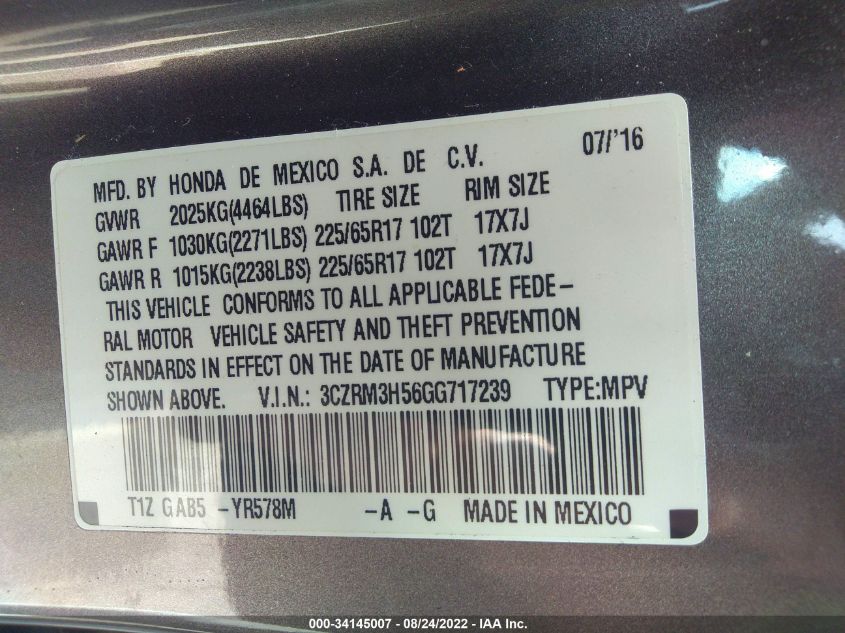 07/'16
MFD. BY HONDA DE MEXICO S.A. DE C.V.
GVWR 2025KG(4464LBS) TIRE SIZE RIM SIZE
GAWR F 1030KG(2271LBS) 225/65R17 102T 17X7J
GAWR R 1015KG(2238LBS) 225/65R17 102T 17X7J
THIS VEHICLE CONFORMS TO ALL APPLICABLE FEDE-
RAL MOTOR VEHICLE SAFETY AND THEFT PREVENTION
STANDARDS IN EFFECT ON THE DATE OF MANUFACTURE
SHOWN ABOVE. V.I.N.: 3CZRM3H56GG717239 TYPE:MPV
T1Z GAB5 -YR578M -A -G MADE IN MEXICO
000-34145007 - 08/24/2022 - IAA Inc.